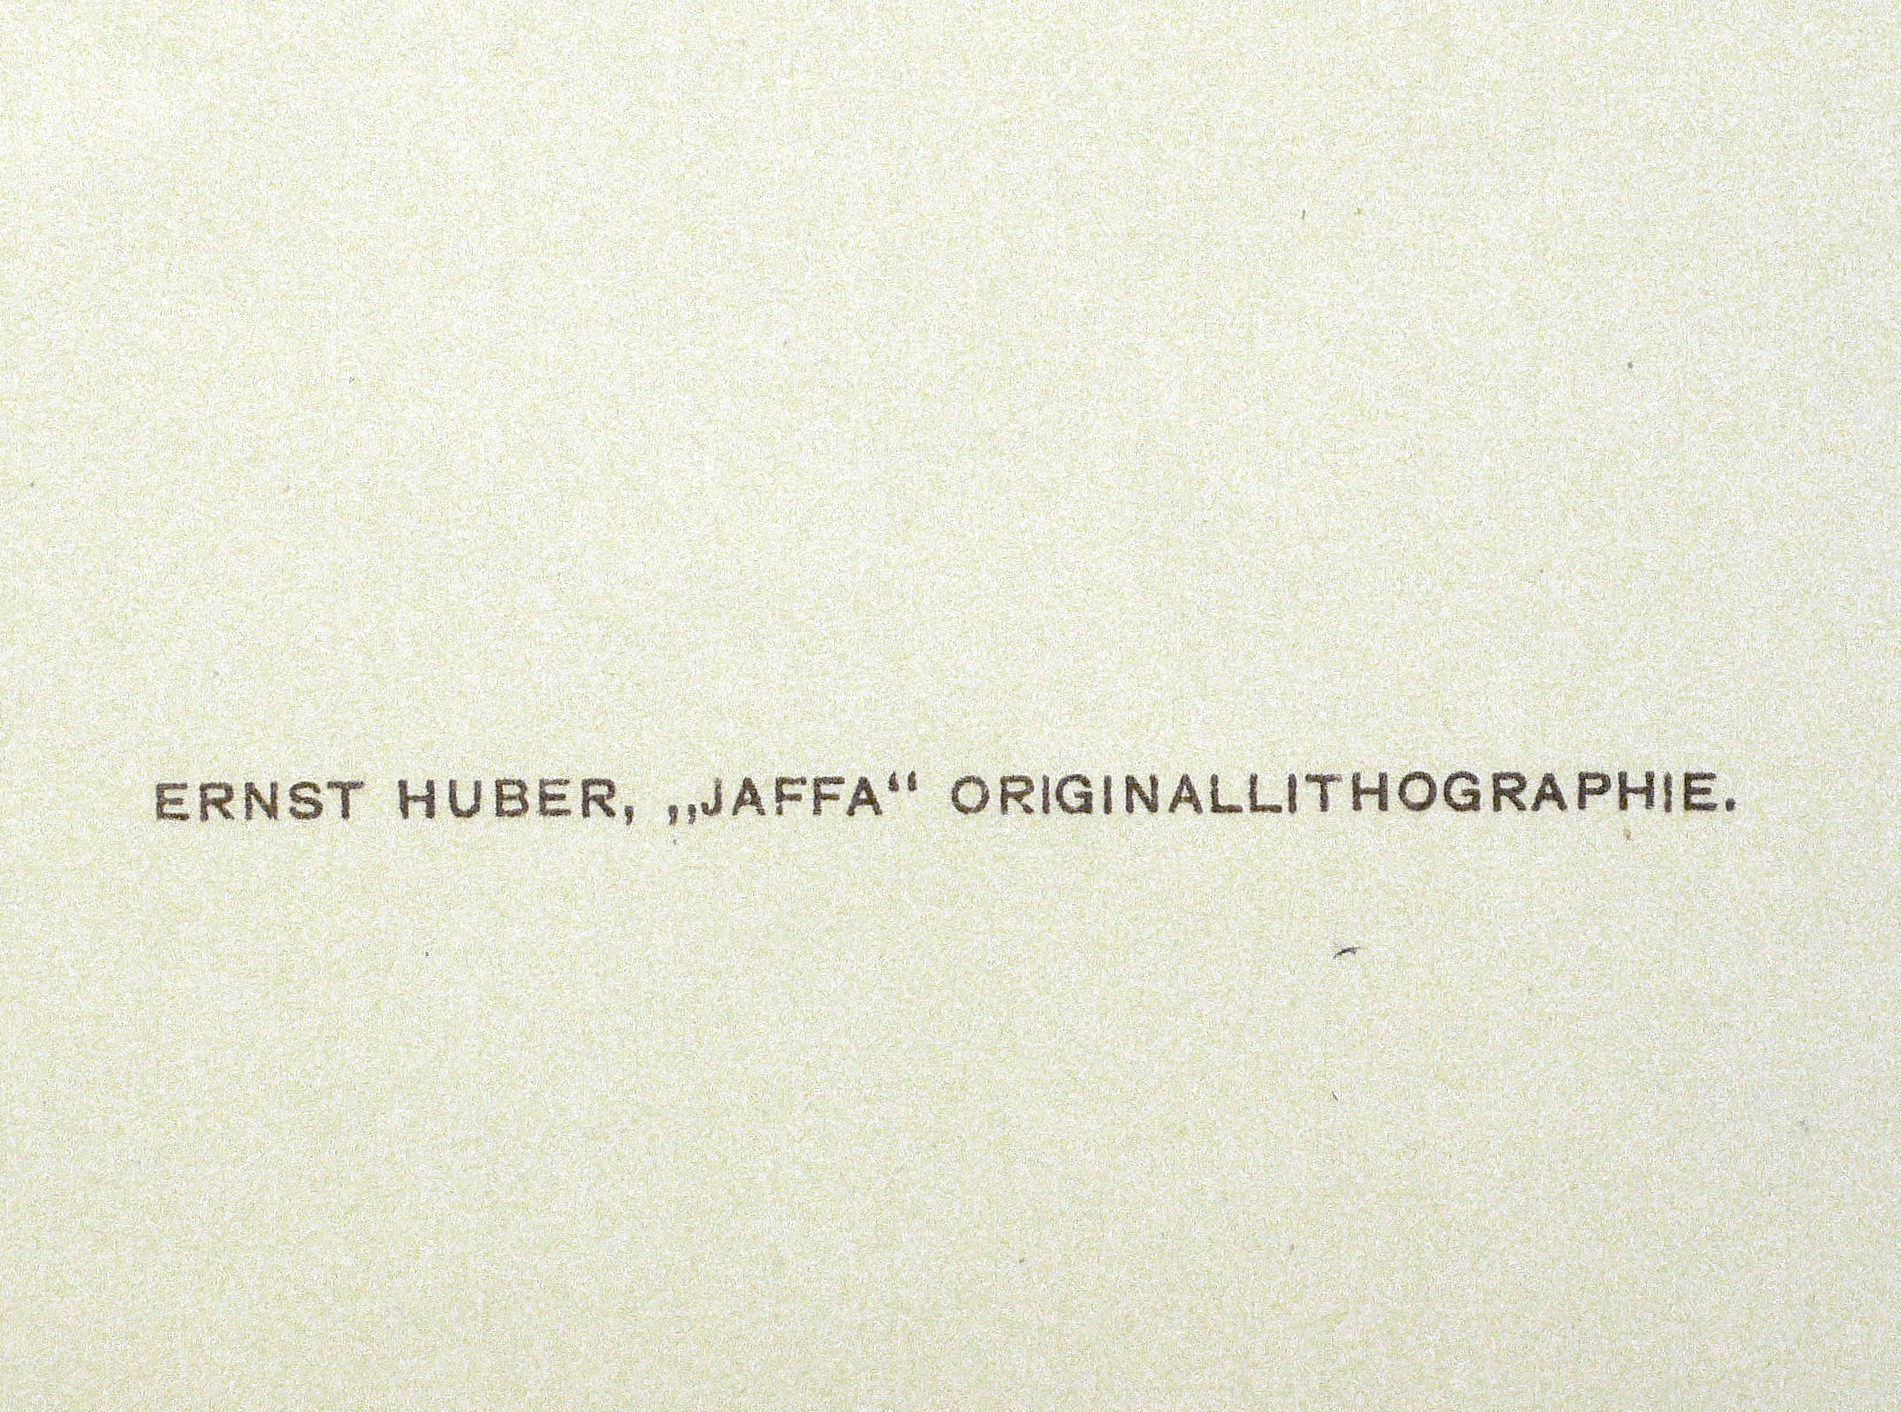 ERNST HUBER, „JAFFA“ ORIGINALLITHOGRAPHIE.